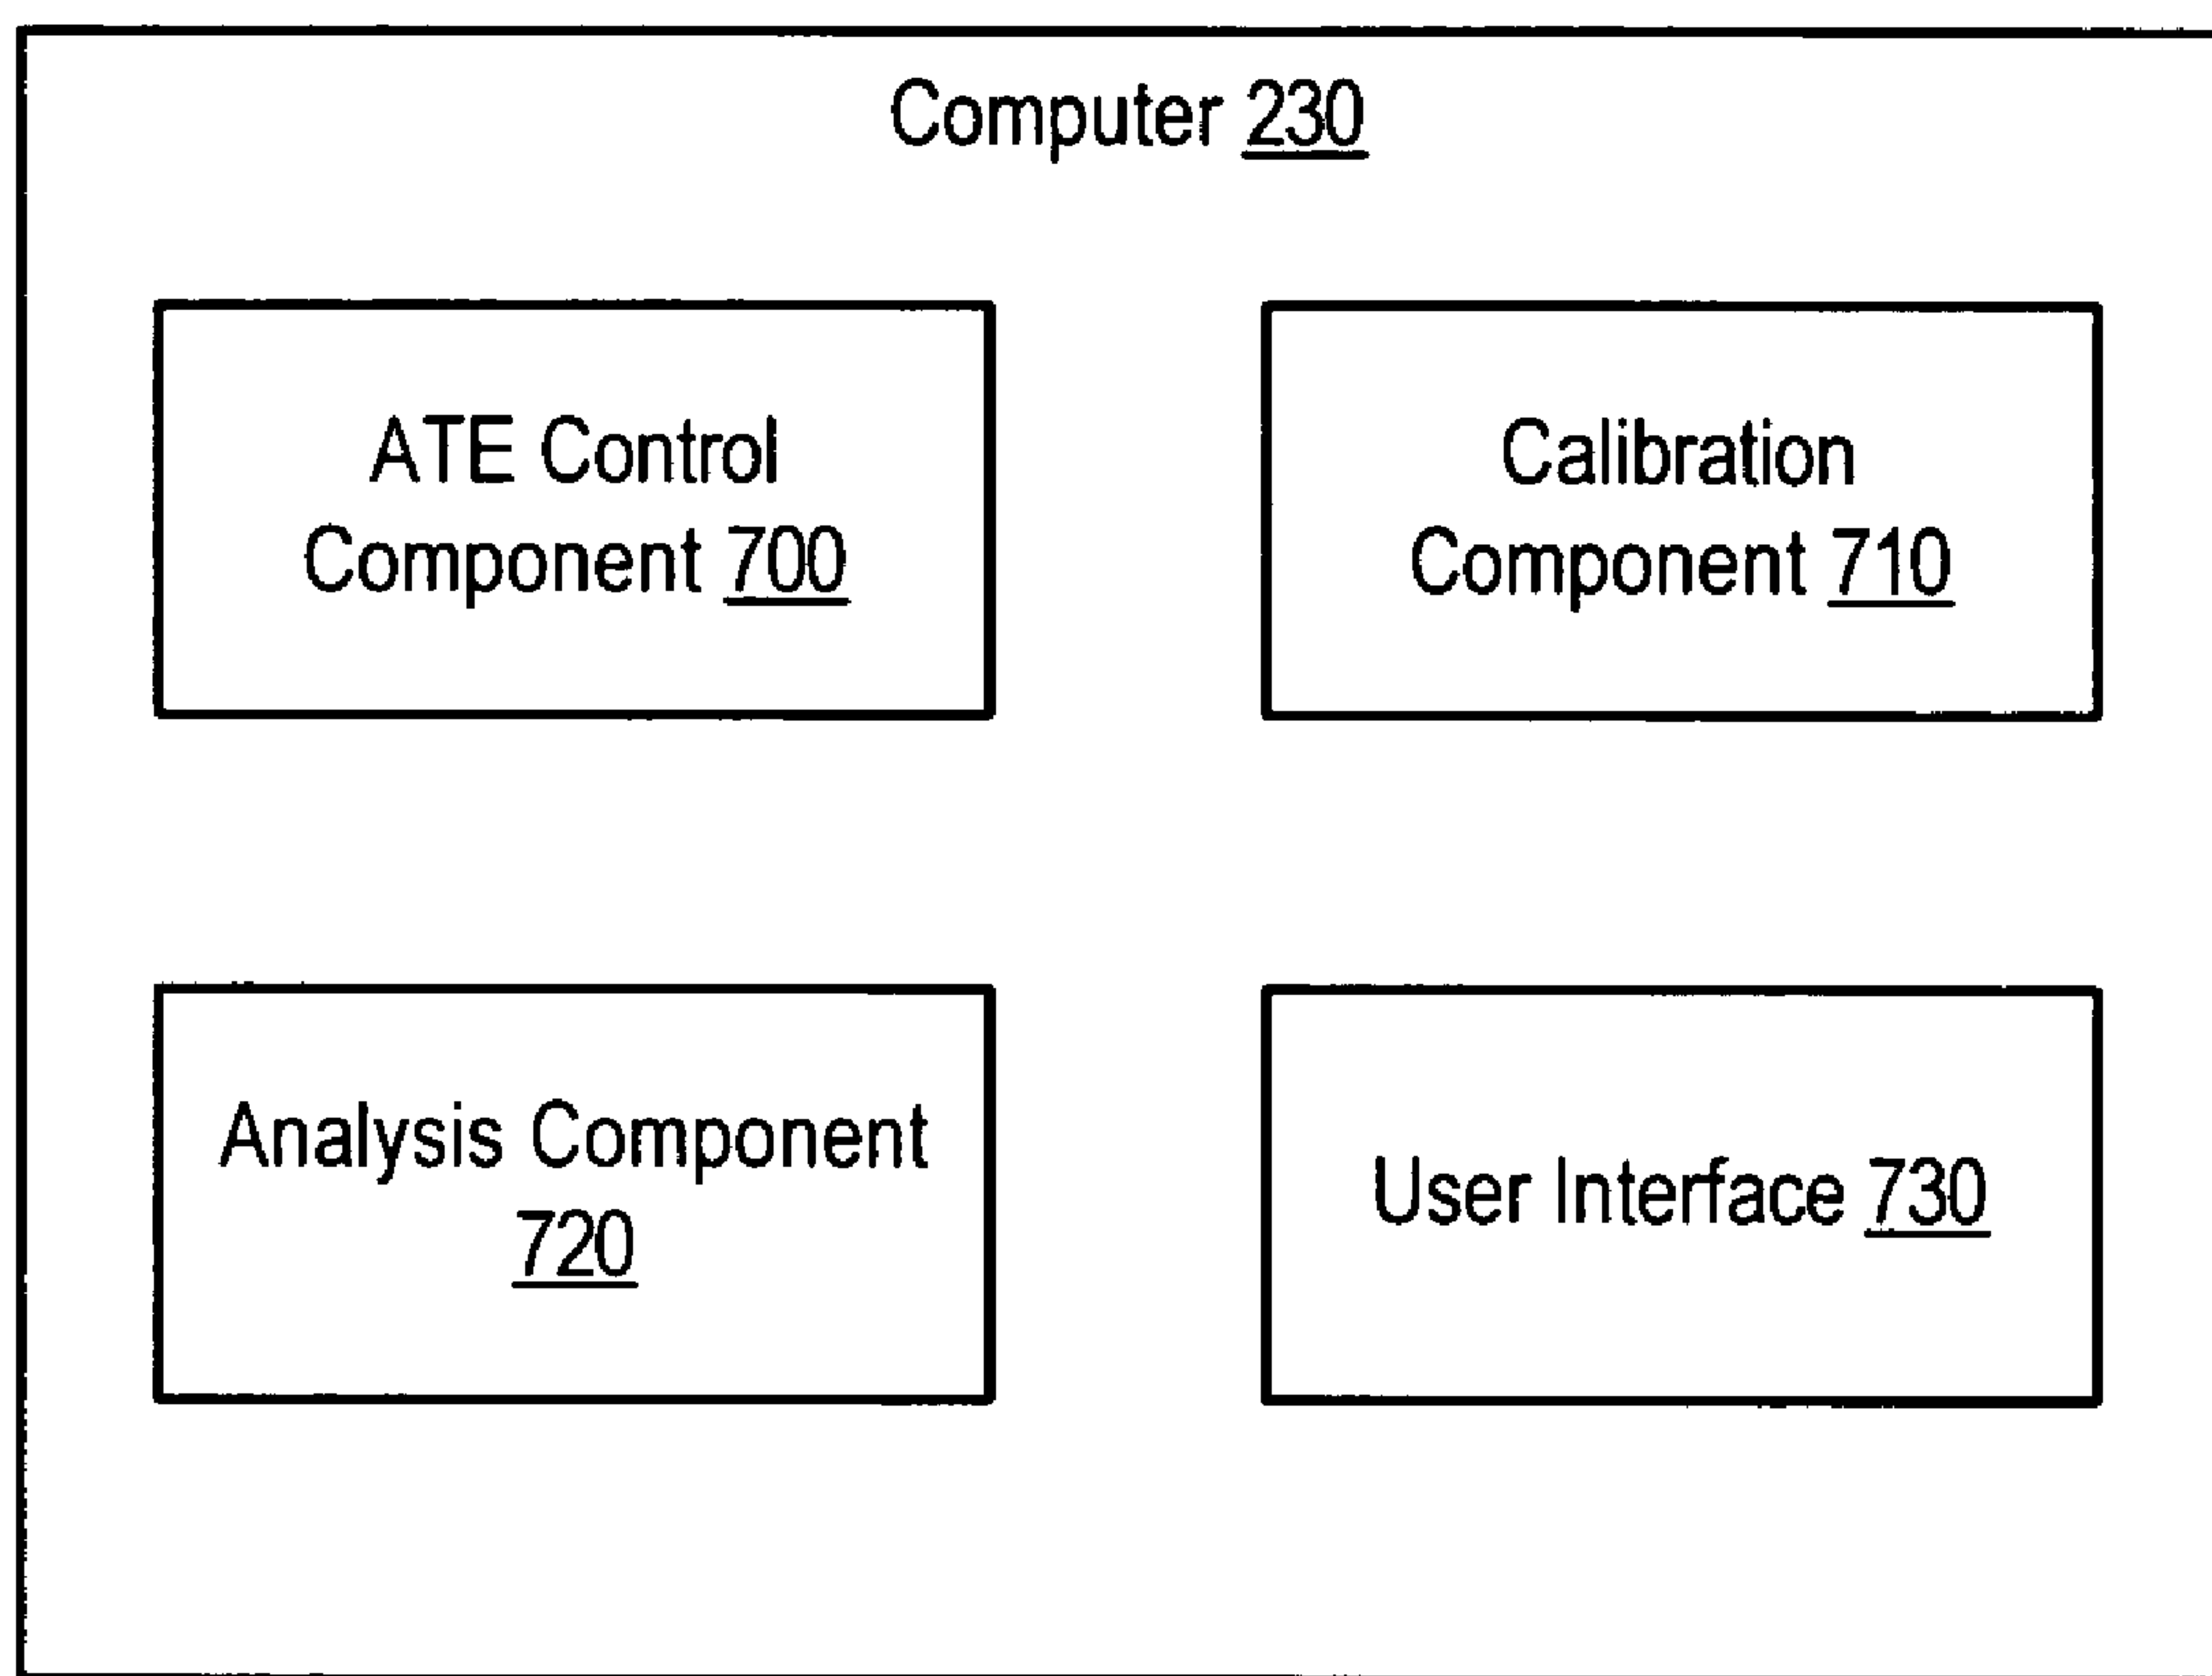 Computer 230
ATE Control
Component 700
Calibration
Component 710
Analysis Component
720
User Interface 730